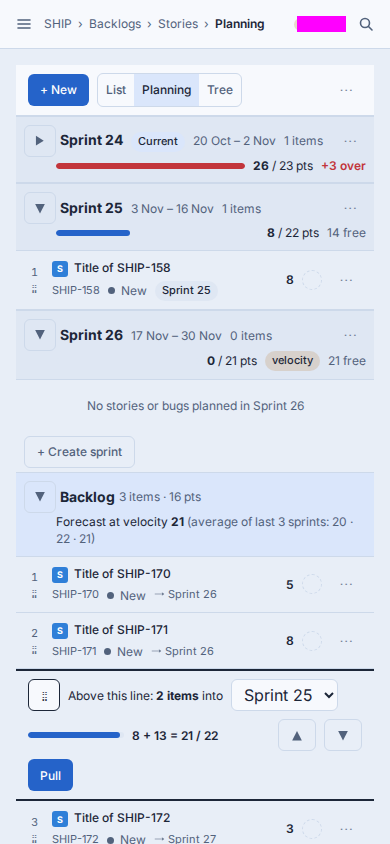 SHIP › Backlogs › Stories › Planning
+ New List Planning Tree ...
Sprint 24 Current 20 Oct – 2 Nov 1 items ...
26 / 23 pts +3 over
Sprint 25 3 Nov – 16 Nov 1 items ...
8 / 22 pts 14 free
1 S Title of SHIP-158 8 ...
SHIP-158 New Sprint 25
Sprint 26 17 Nov – 30 Nov 0 items ...
0 / 21 pts velocity 21 free
No stories or bugs planned in Sprint 26
+ Create sprint
Backlog 3 items · 16 pts
Forecast at velocity 21 (average of last 3 sprints: 20 ·
22 · 21)
1 S Title of SHIP-170 5 ...
SHIP-170 New → Sprint 26
2 S Title of SHIP-171 8 ...
SHIP-171 New → Sprint 26
Above this line: 2 items into Sprint 25
8 + 13 = 21 / 22
Pull
3 S Title of SHIP-172 3 ...
SHIP-172 New → Sprint 27